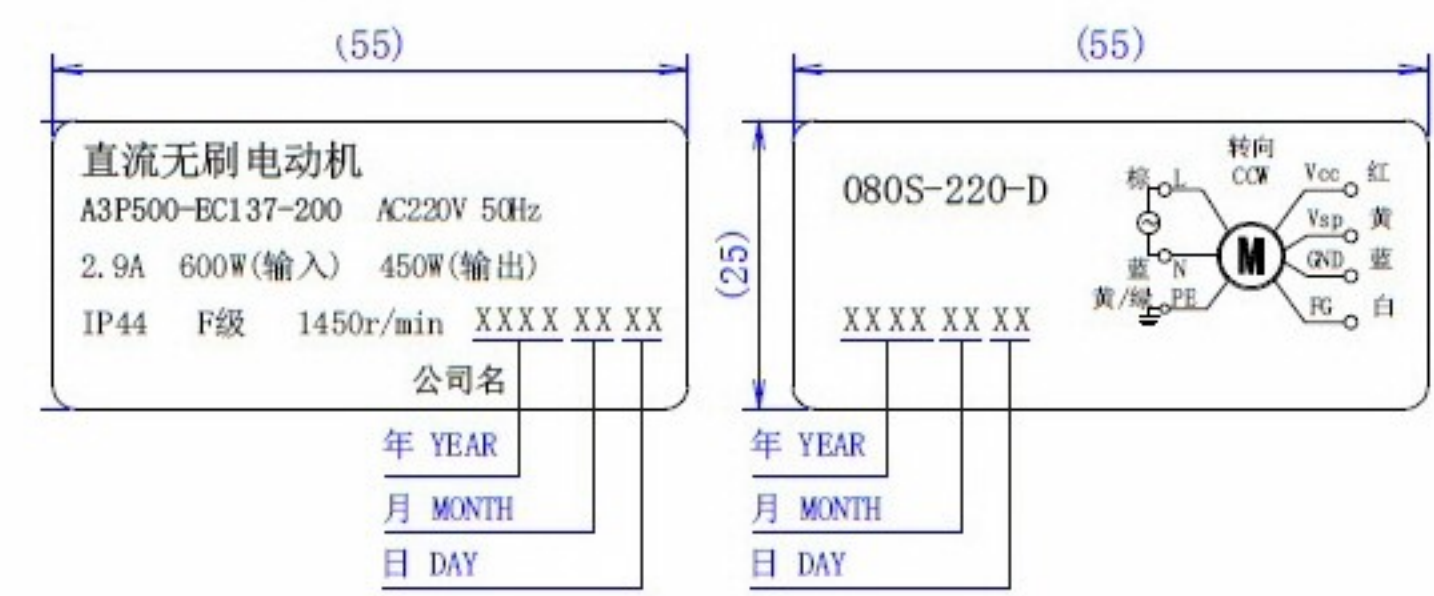 (55)
直流无刷电动机
A3P500-EC137-200 AC220V 50Hz
2.9A 600W(输入) 450W(输出)
IP44 F级 1450r/min XXXX XX XX
公司名
年 YEAR
月 MONTH
日 DAY
(55)
(25)
080S-220-D
XXXX XX XX
转向
CCW
棕 L
蓝 N
黄/绿 PE
M
Vcc 红
Vsp 黄
GND 蓝
FG 白
年 YEAR
月 MONTH
日 DAY